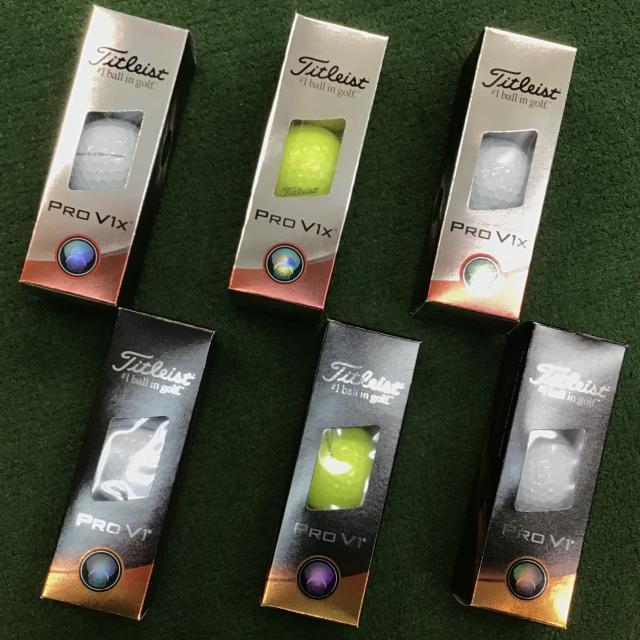 Titleist
#1 ball in golf.
PRO V1x
Titleist
#1 ball in golf.
Titleist
PRO V1x
Titleist
#1 ball in golf.
PRO V1x
Titleist
#1 ball in golf.
PRO V1
Titleist
#1 ball in golf.
PRO V1
Titleist
#1 ball in golf.
PRO V1